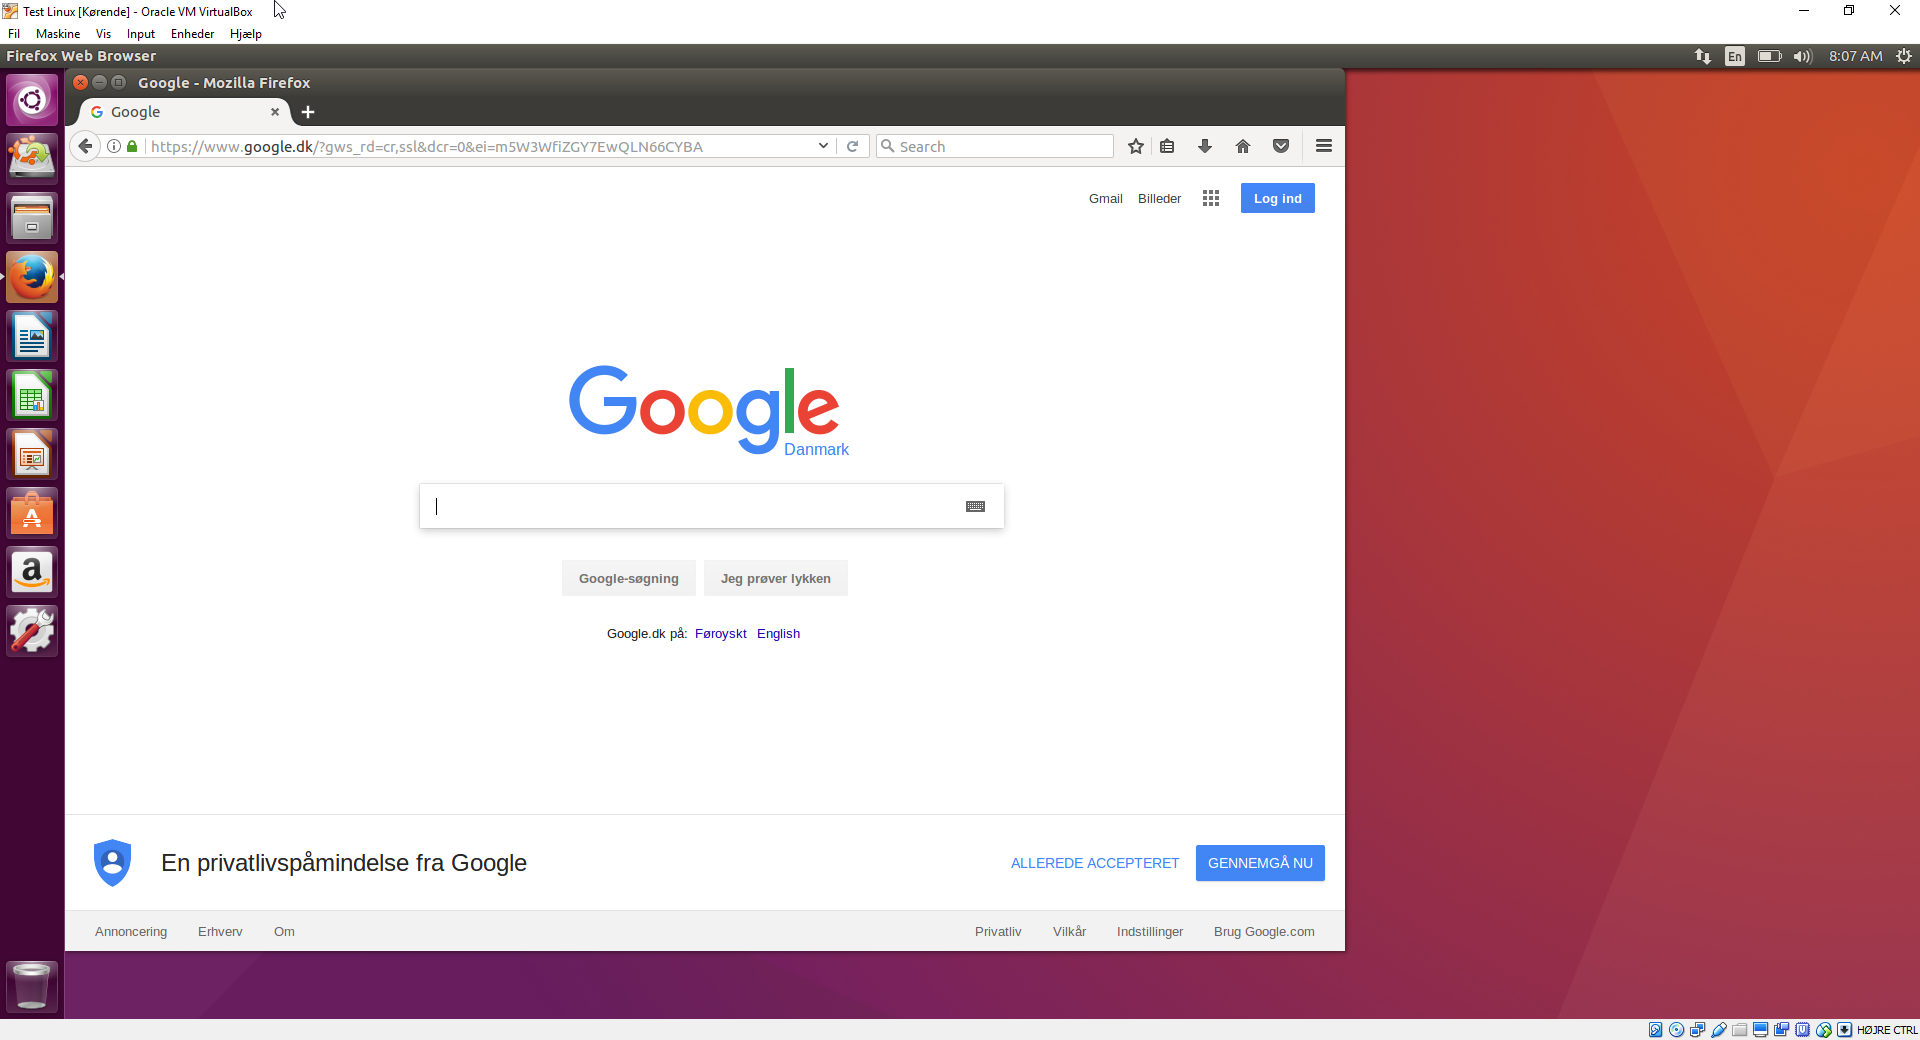 Test Linux [Kørende] - Oracle VM VirtualBox
Fil Maskine Vis Input Enheder Hjælp
Firefox Web Browser En 8:07 AM
Google - Mozilla Firefox
Google
https://www.google.dk/?gws_rd=cr,ssl&dcr=0&ei=m5W3WfiZGY7EwQLN66CYBA Search
Gmail Billeder Log ind
Google
Danmark
Google-søgning Jeg prøver lykken
Google.dk på: Føroyskt English
En privatlivspåmindelse fra Google ALLEREDE ACCEPTERET GENNEMGÅ NU
Annoncering Erhverv Om Privatliv Vilkår Indstillinger Brug Google.com
HØJRE CTRL